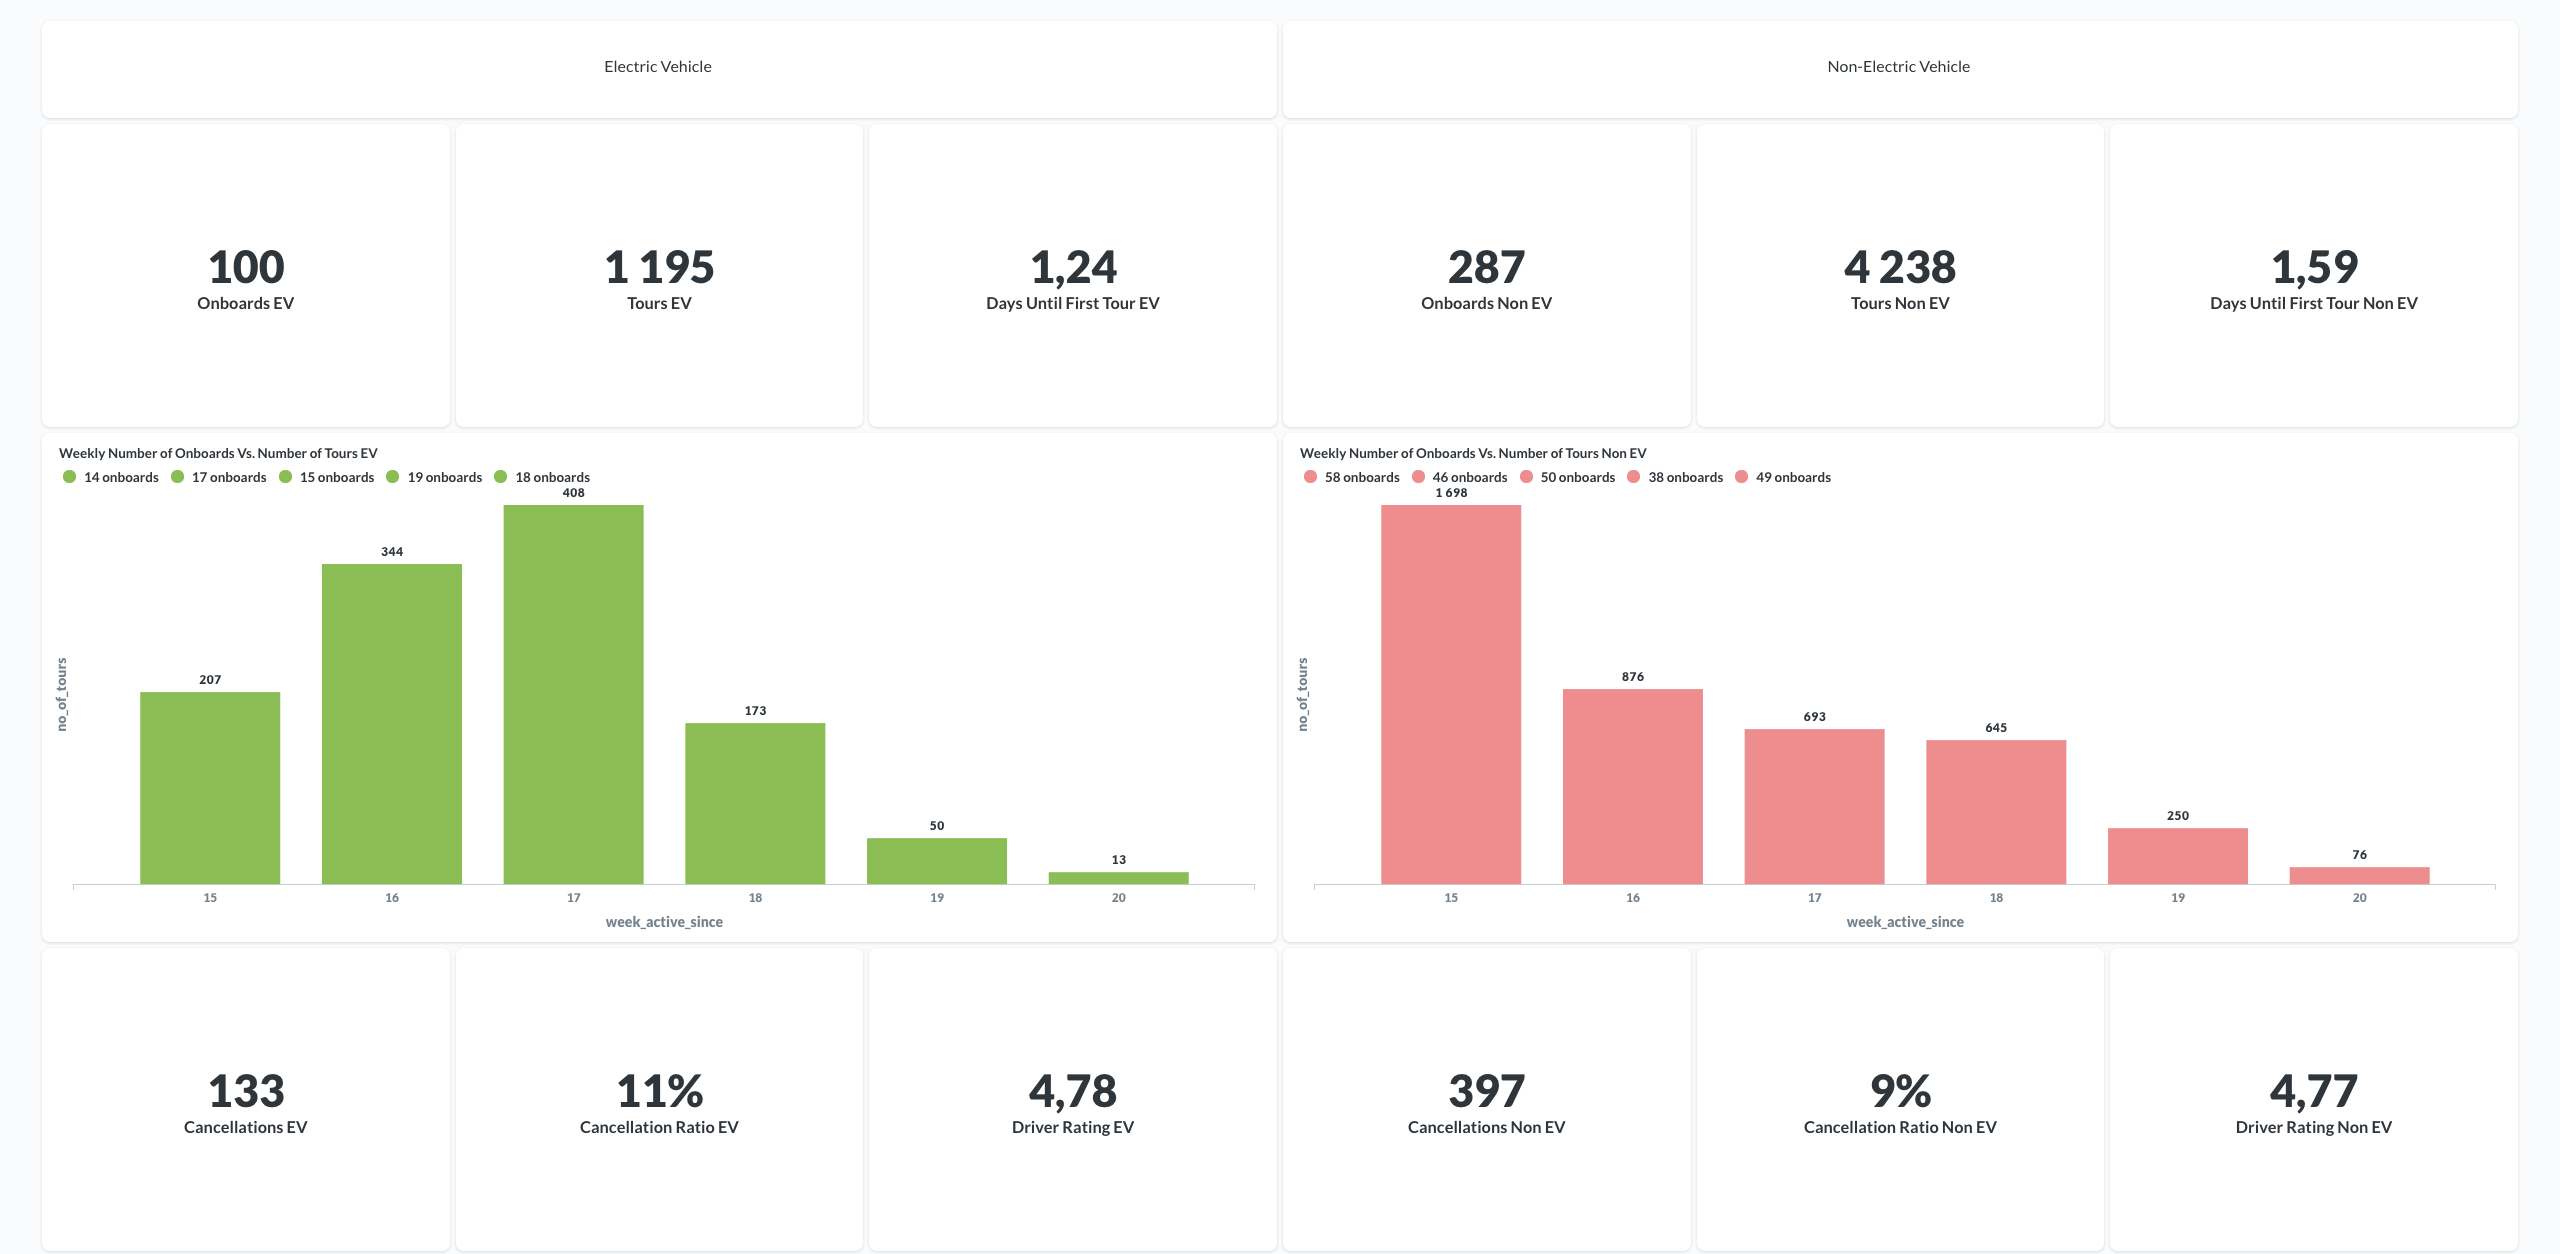 Electric Vehicle
Non-Electric Vehicle
100
Onboards EV
1 195
Tours EV
1,24
Days Until First Tour EV
287
Onboards Non EV
4 238
Tours Non EV
1,59
Days Until First Tour Non EV
Weekly Number of Onboards Vs. Number of Tours EV
14 onboards 17 onboards 15 onboards 19 onboards 18 onboards
408
344
207
173
50
13
no_of_tours
15 16 17 18 19 20
week_active_since
Weekly Number of Onboards Vs. Number of Tours Non EV
58 onboards 46 onboards 50 onboards 38 onboards 49 onboards
1 698
876
693
645
250
76
no_of_tours
15 16 17 18 19 20
week_active_since
133
Cancellations EV
11%
Cancellation Ratio EV
4,78
Driver Rating EV
397
Cancellations Non EV
9%
Cancellation Ratio Non EV
4,77
Driver Rating Non EV